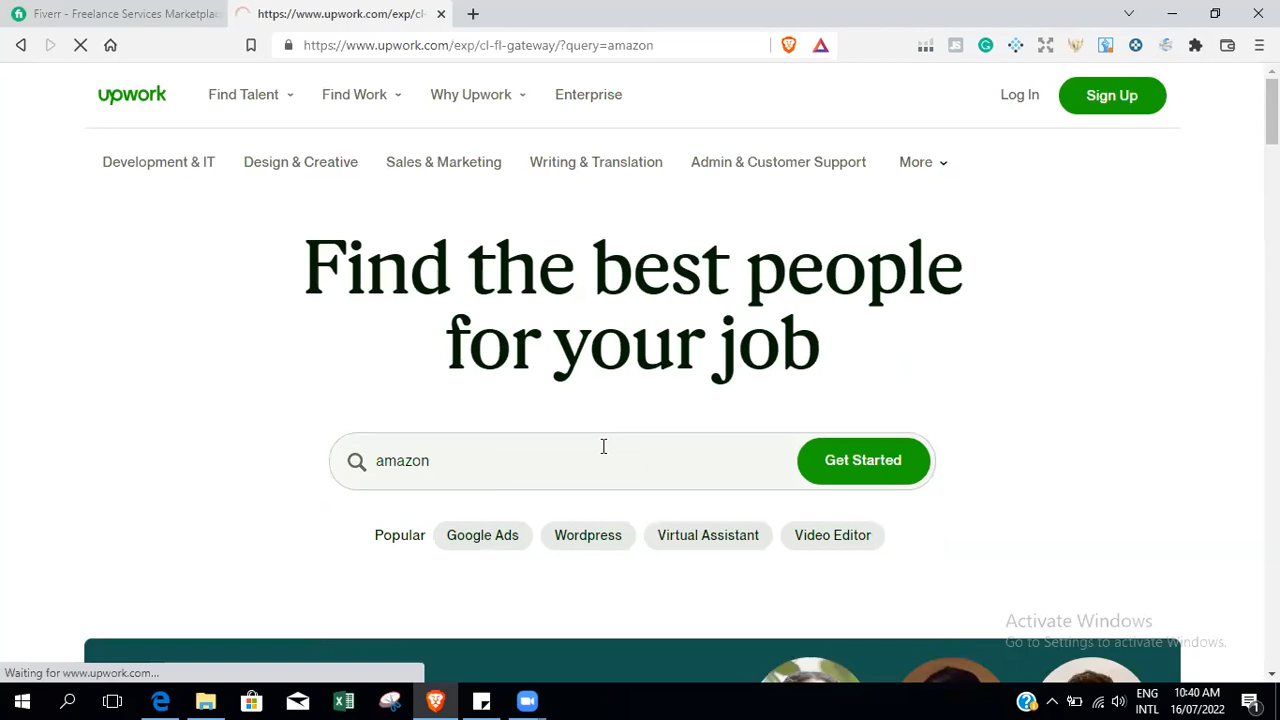 Fiverr - Freelance Services Marketplac
https://www.upwork.com/exp/cl-
https://www.upwork.com/exp/cl-fl-gateway/?query=amazon
upwork
Find Talent
Find Work
Why Upwork
Enterprise
Log In
Sign Up
Development & IT
Design & Creative
Sales & Marketing
Writing & Translation
Admin & Customer Support
More
Find the best people
for your job
amazon
Get Started
Popular
Google Ads
Wordpress
Virtual Assistant
Video Editor
Activate Windows
Go to Settings to activate Windows.
Waiting for www.upwork.com...
ENG
INTL
10:40 AM
16/07/2022
1